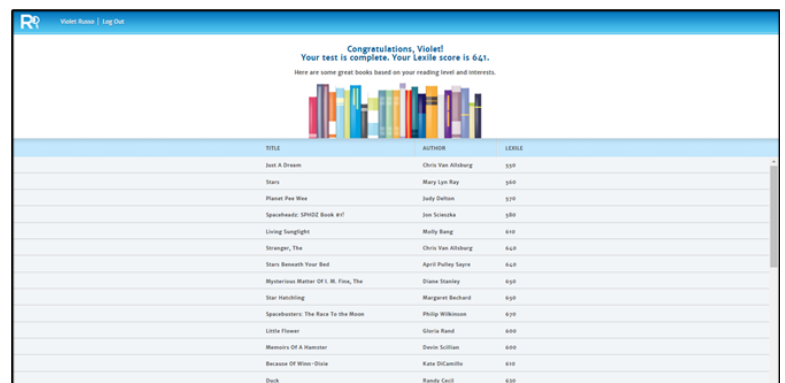 RI
Violet Russo | Log Out
Congratulations, Violet!
Your test is complete. Your Lexile score is 641.
Here are some great books based on your reading level and interests.
TITLE AUTHOR LEXILE
Just A Dream Chris Van Allsburg 550
Stars Mary Lyn Ray 560
Planet Pee Wee Judy Delton 570
Spaceheadz: SPHDZ Book #1! Jon Scieszka 580
Living Sunglight Molly Bang 610
Stranger, The Chris Van Allsburg 640
Stars Beneath Your Bed April Pulley Sayre 640
Mysterious Matter Of I. M. Fine, The Diane Stanley 650
Star Hatchling Margaret Bechard 650
Spacebusters: The Race To the Moon Philip Wilkinson 670
Little Flower Gloria Rand 600
Memoirs Of A Hamster Devin Scillian 600
Because Of Winn-Dixie Kate DiCamillo 610
Duck Randy Cecil 630